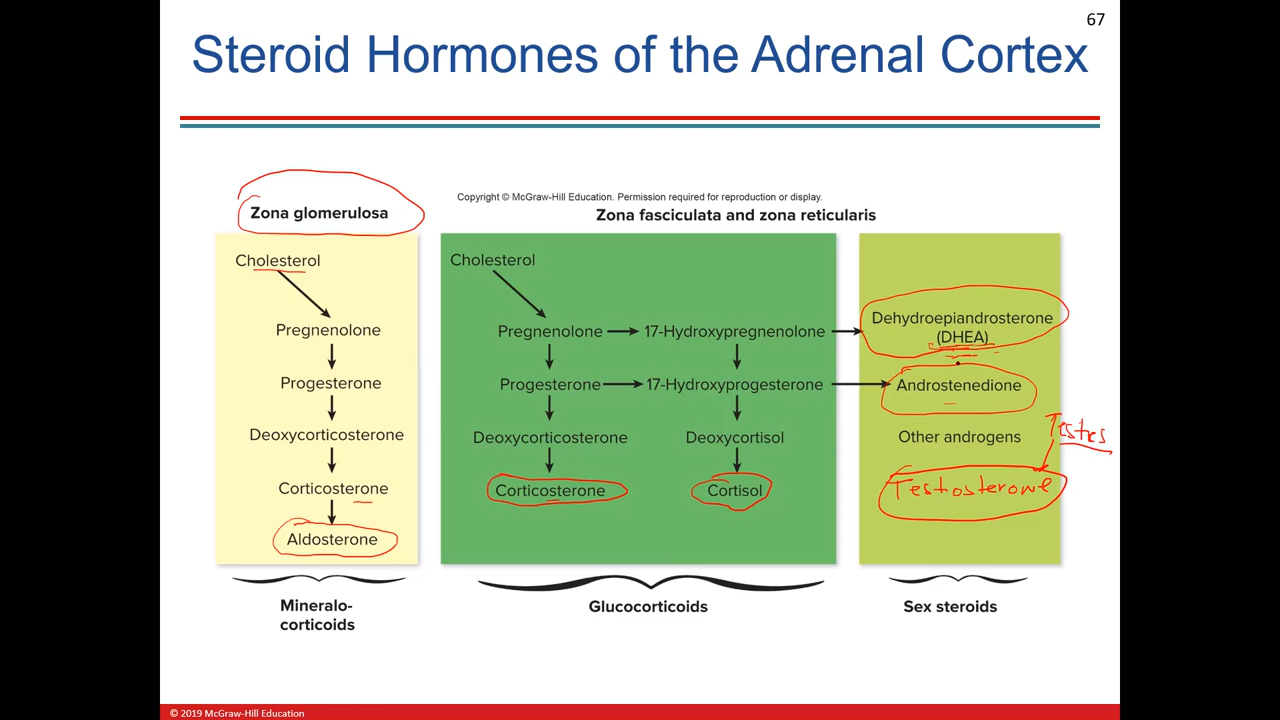 67
Steroid Hormones of the Adrenal Cortex
Copyright © McGraw-Hill Education. Permission required for reproduction or display.
Zona glomerulosa
Cholesterol
Pregnenolone
Progesterone
Deoxycorticosterone
Corticosterone
Aldosterone
Mineralo-
corticoids
Zona fasciculata and zona reticularis
Cholesterol
Pregnenolone
17-Hydroxypregnenolone
Progesterone
17-Hydroxyprogesterone
Deoxycorticosterone
Deoxycortisol
Corticosterone
Cortisol
Glucocorticoids
Dehydroepiandrosterone
(DHEA)
Androstenedione
Other androgens
Testes
Testosterone
Sex steroids
© 2019 McGraw-Hill Education